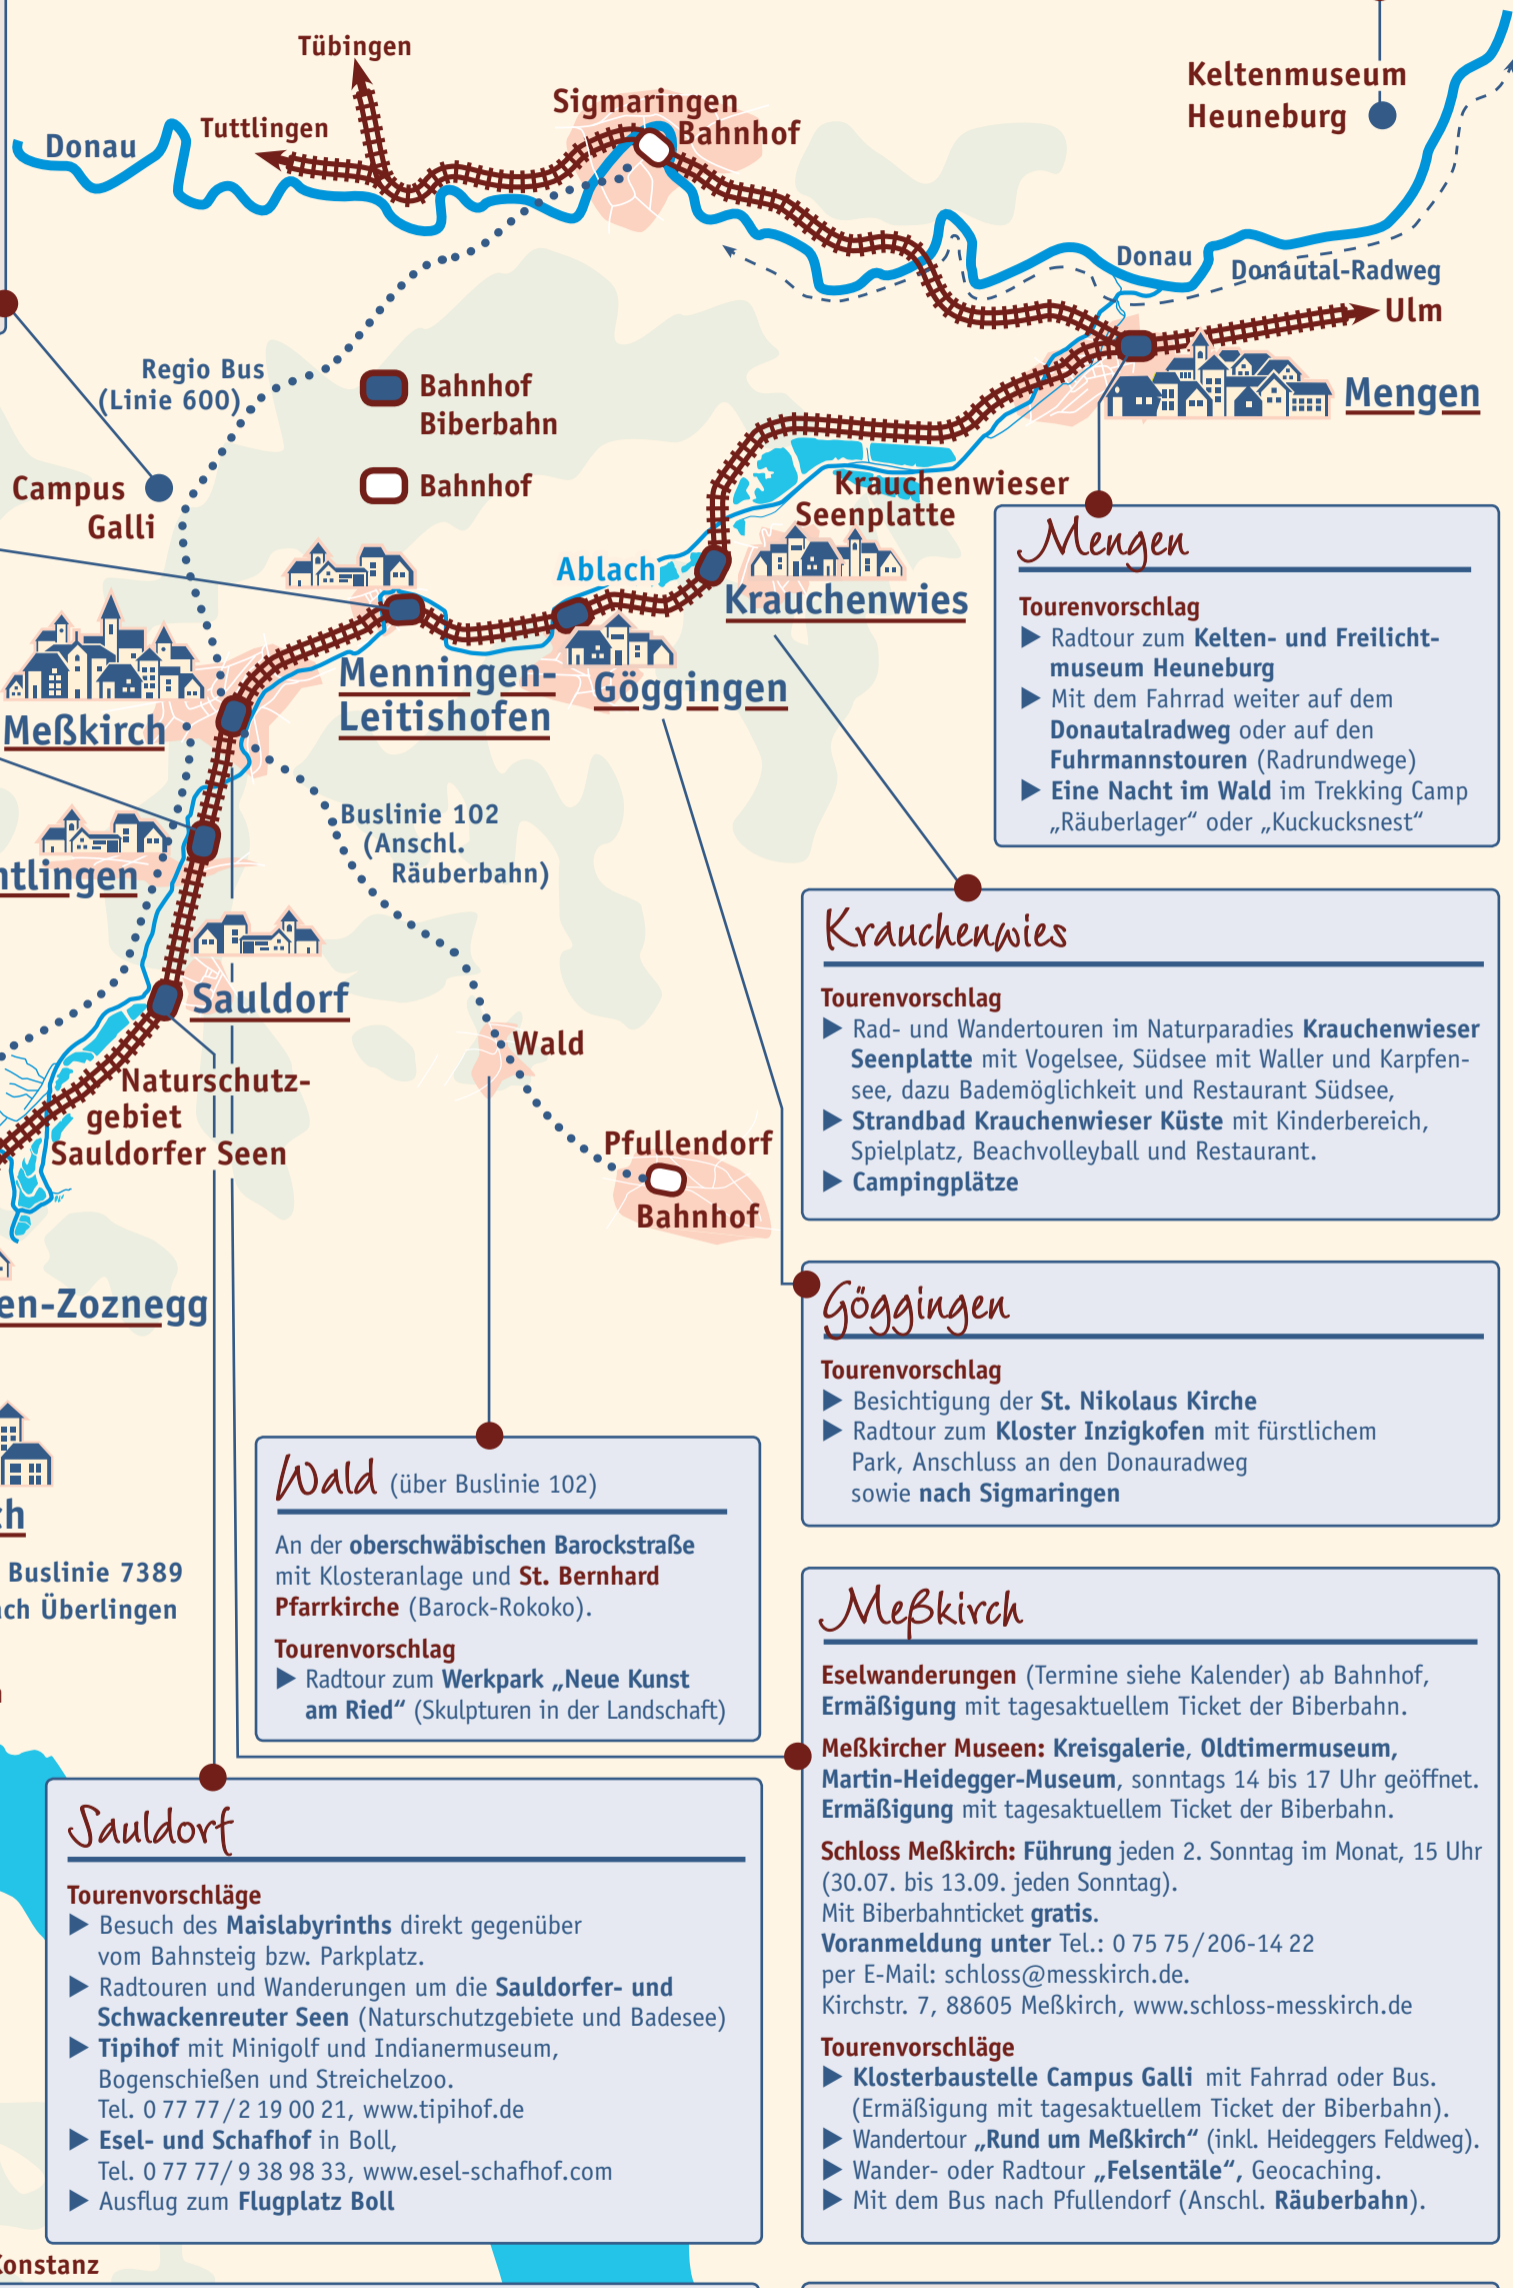 Tübingen
Tuttlingen
Donau
Sigmaringen
Bahnhof
Keltenmuseum
Heuneburg
Donau
Donautal-Radweg
Ulm
Mengen
Regio Bus
(Linie 600)
Bahnhof
Biberbahn
Bahnhof
Campus
Galli
Krauchenwieser
Seenplatte
Ablach
Krauchenwies
Menningen-
Leitishofen
Göggingen
Meßkirch
Buslinie 102
(Anschl.
Räuberbahn)
ntlingen
Sauldorf
Wald
Naturschutz-
gebiet
Sauldorfer Seen
Pfullendorf
Bahnhof
en-Zoznegg
ch
Buslinie 7389
ach Überlingen
Konstanz
Mengen
Tourenvorschlag
▶ Radtour zum Kelten- und Freilicht-
museum Heuneburg
▶ Mit dem Fahrrad weiter auf dem
Donautalradweg oder auf den
Fuhrmannstouren (Radrundwege)
▶ Eine Nacht im Wald im Trekking Camp
„Räuberlager“ oder „Kuckucksnest“
Krauchenwies
Tourenvorschlag
▶ Rad- und Wandertouren im Naturparadies Krauchenwieser
Seenplatte mit Vogelsee, Südsee mit Waller und Karpfen-
see, dazu Bademöglichkeit und Restaurant Südsee,
▶ Strandbad Krauchenwieser Küste mit Kinderbereich,
Spielplatz, Beachvolleyball und Restaurant.
▶ Campingplätze
Göggingen
Tourenvorschlag
▶ Besichtigung der St. Nikolaus Kirche
▶ Radtour zum Kloster Inzigkofen mit fürstlichem
Park, Anschluss an den Donauradweg
sowie nach Sigmaringen
Wald (über Buslinie 102)
An der oberschwäbischen Barockstraße
mit Klosteranlage und St. Bernhard
Pfarrkirche (Barock-Rokoko).
Tourenvorschlag
▶ Radtour zum Werkpark „Neue Kunst
am Ried“ (Skulpturen in der Landschaft)
Meßkirch
Eselwanderungen (Termine siehe Kalender) ab Bahnhof,
Ermäßigung mit tagesaktuellem Ticket der Biberbahn.
Meßkircher Museen: Kreisgalerie, Oldtimermuseum,
Martin-Heidegger-Museum, sonntags 14 bis 17 Uhr geöffnet.
Ermäßigung mit tagesaktuellem Ticket der Biberbahn.
Schloss Meßkirch: Führung jeden 2. Sonntag im Monat, 15 Uhr
(30.07. bis 13.09. jeden Sonntag).
Mit Biberbahnticket gratis.
Voranmeldung unter Tel.: 0 75 75/206-14 22
per E-Mail: schloss@messkirch.de.
Kirchstr. 7, 88605 Meßkirch, www.schloss-messkirch.de
Tourenvorschläge
▶ Klosterbaustelle Campus Galli mit Fahrrad oder Bus.
(Ermäßigung mit tagesaktuellem Ticket der Biberbahn).
▶ Wandertour „Rund um Meßkirch“ (inkl. Heideggers Feldweg).
▶ Wander- oder Radtour „Felsentäle“, Geocaching.
▶ Mit dem Bus nach Pfullendorf (Anschl. Räuberbahn).
Sauldorf
Tourenvorschläge
▶ Besuch des Maislabyrinths direkt gegenüber
vom Bahnsteig bzw. Parkplatz.
▶ Radtouren und Wanderungen um die Sauldorfer- und
Schwackenreuter Seen (Naturschutzgebiete und Badesee)
▶ Tipihof mit Minigolf und Indianermuseum,
Bogenschießen und Streichelzoo.
Tel. 0 77 77/2 19 00 21, www.tipihof.de
▶ Esel- und Schafhof in Boll,
Tel. 0 77 77/ 9 38 98 33, www.esel-schafhof.com
▶ Ausflug zum Flugplatz Boll